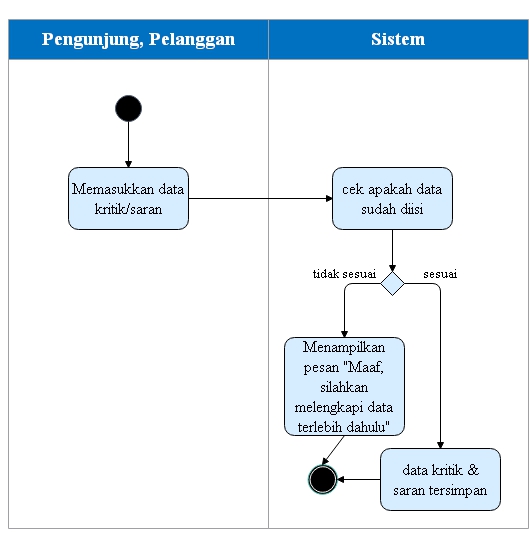 Pengunjung, Pelanggan
Sistem
Memasukkan data
kritik/saran
cek apakah data
sudah diisi
tidak sesuai
sesuai
Menampilkan
pesan "Maaf,
silahkan
melengkapi data
terlebih dahulu"
data kritik &
saran tersimpan